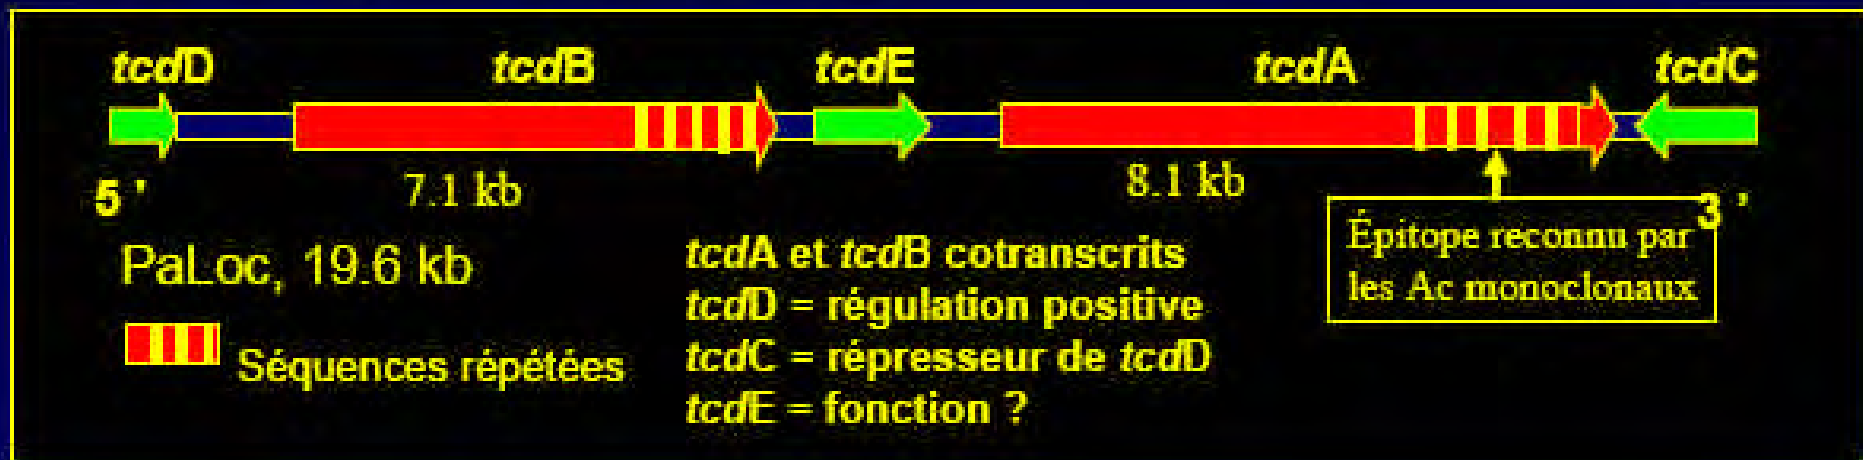 tcdD tcdB tcdE tcdA tcdC
5 ' 7.1 kb 8.1 kb 3 '
PaLoc, 19.6 kb
Séquences répétées
tcdA et tcdB cotranscrits
tcdD = régulation positive
tcdC = répresseur de tcdD
tcdE = fonction ?
Épitope reconnu par
les Ac monoclonaux